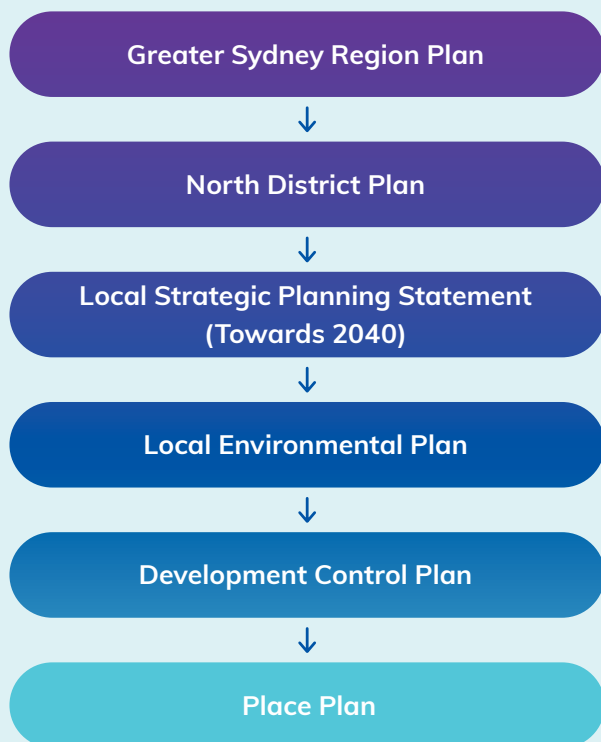 Greater Sydney Region Plan
North District Plan
Local Strategic Planning Statement
(Towards 2040)
Local Environmental Plan
Development Control Plan
Place Plan